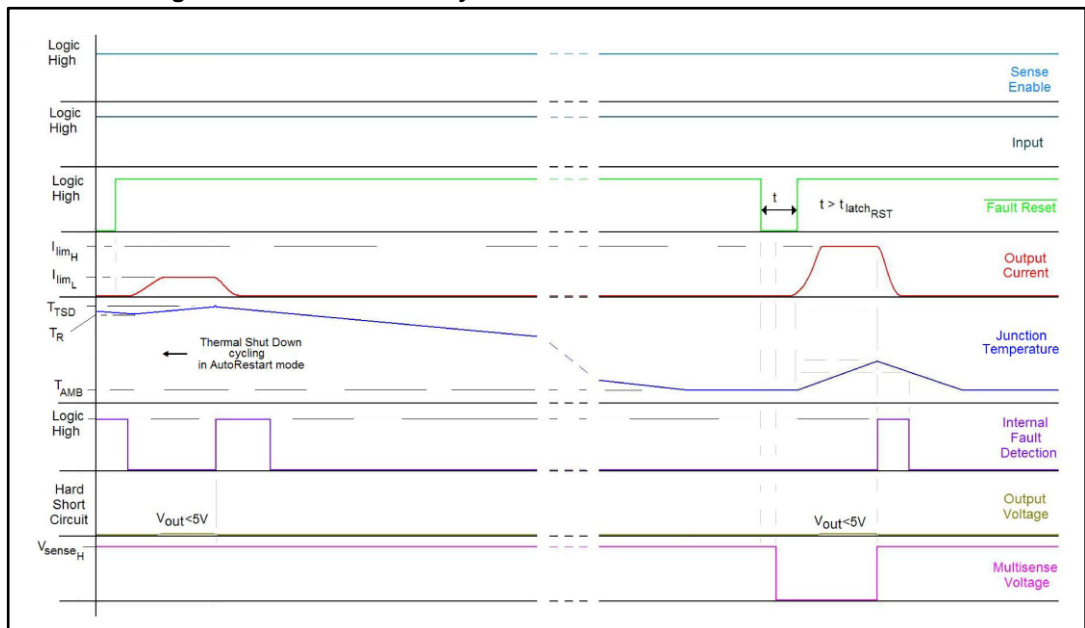 Logic
High
Sense
Enable
Logic
High
Input
Logic
High
t
t > tlatchRST
Fault Reset
IlimH
IlimL
Output
Current
TTSD
TR
Thermal Shut Down
cycling
in AutoRestart mode
Junction
Temperature
TAMB
Logic
High
Internal
Fault
Detection
Hard
Short
Circuit
Vout<5V
Vout<5V
Output
Voltage
VsenseH
Multisense
Voltage